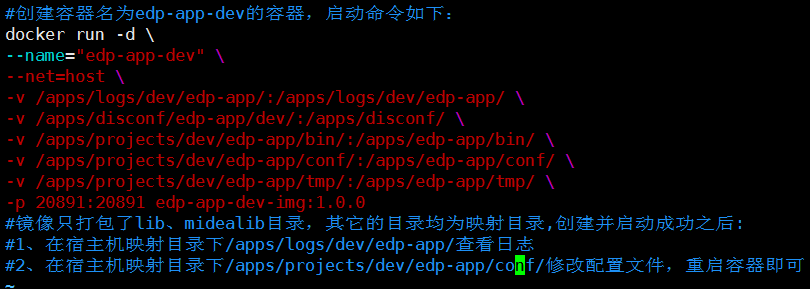 #创建容器名为edp-app-dev的容器，启动命令如下：
docker run -d \
--name="edp-app-dev" \
--net=host \
-v /apps/logs/dev/edp-app/:/apps/logs/dev/edp-app/ \
-v /apps/disconf/edp-app/dev/:/apps/disconf/ \
-v /apps/projects/dev/edp-app/bin/:/apps/edp-app/bin/ \
-v /apps/projects/dev/edp-app/conf/:/apps/edp-app/conf/ \
-v /apps/projects/dev/edp-app/tmp/:/apps/edp-app/tmp/ \
-p 20891:20891 edp-app-dev-img:1.0.0
#镜像只打包了lib、midealib目录，其它的目录均为映射目录,创建并启动成功之后:
#1、在宿主机映射目录下/apps/logs/dev/edp-app/查看日志
#2、在宿主机映射目录下/apps/projects/dev/edp-app/conf/修改配置文件，重启容器即可
~